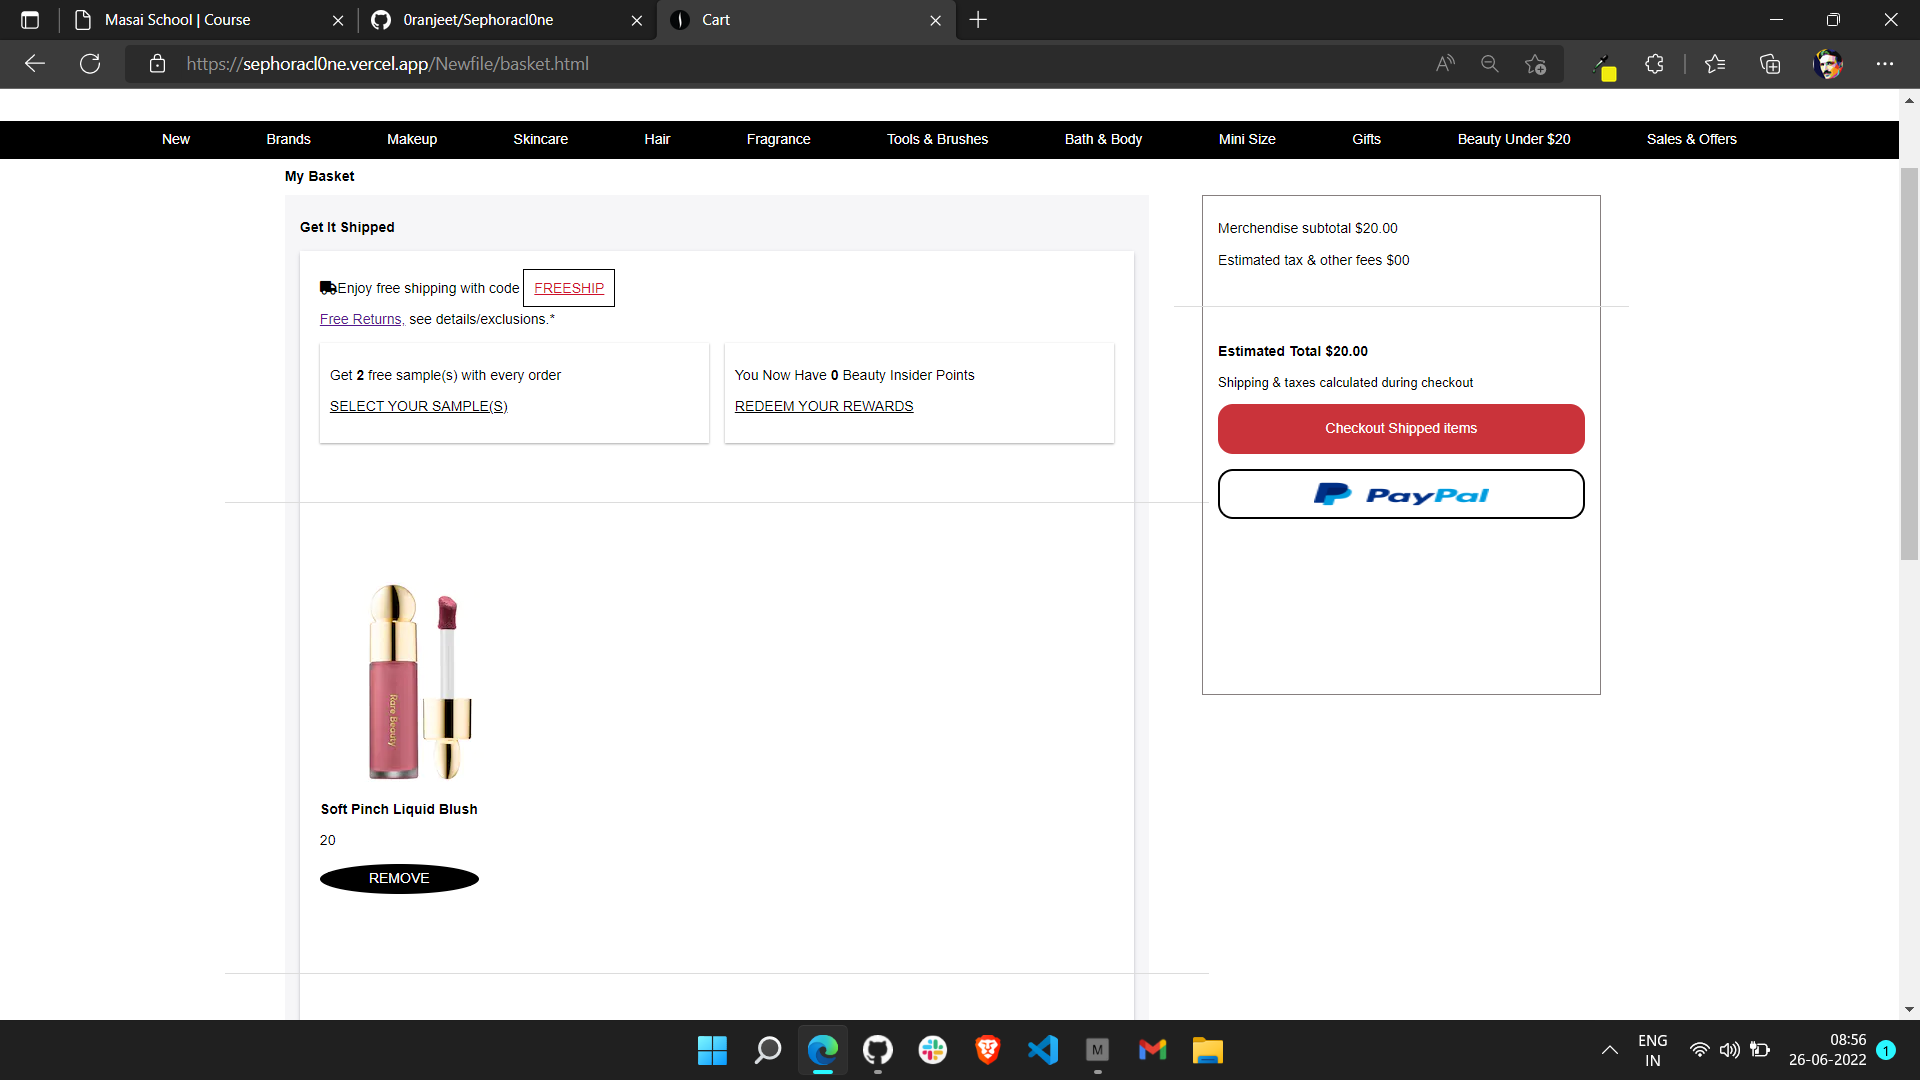 Masai School | Course
0ranjeet/Sephoracl0ne
Cart
https://sephoracl0ne.vercel.app/Newfile/basket.html
New Brands Makeup Skincare Hair Fragrance Tools & Brushes Bath & Body Mini Size Gifts Beauty Under $20 Sales & Offers
My Basket
Get It Shipped
Enjoy free shipping with code FREESHIP
Free Returns, see details/exclusions.*
Get 2 free sample(s) with every order
SELECT YOUR SAMPLE(S)
You Now Have 0 Beauty Insider Points
REDEEM YOUR REWARDS
Rare Beauty
Soft Pinch Liquid Blush
20
REMOVE
Merchandise subtotal $20.00
Estimated tax & other fees $00
Estimated Total $20.00
Shipping & taxes calculated during checkout
Checkout Shipped items
PayPal
M
ENG
IN
08:56
26-06-2022
1